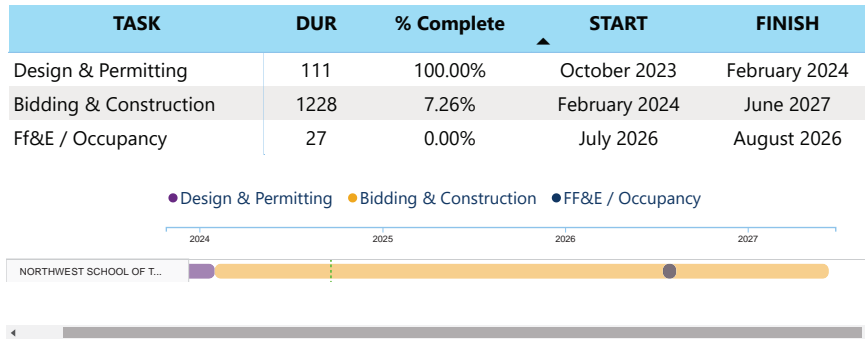 TASK DUR % Complete START FINISH
Design & Permitting 111 100.00% October 2023 February 2024
Bidding & Construction 1228 7.26% February 2024 June 2027
Ff&E / Occupancy 27 0.00% July 2026 August 2026
Design & Permitting Bidding & Construction FF&E / Occupancy
2024 2025 2026 2027
NORTHWEST SCHOOL OF T...